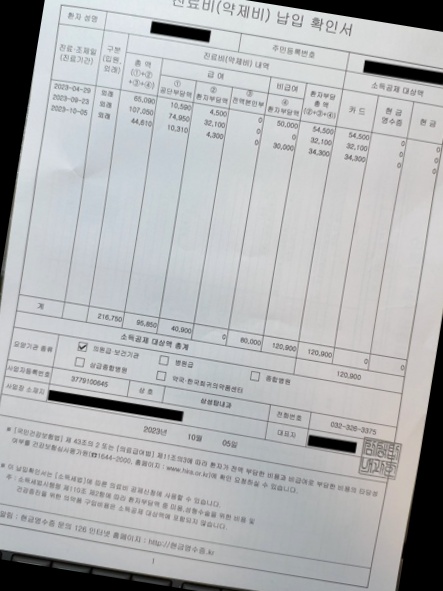 진료비(약제비) 납입 확인서
환자 성명 주민등록번호
진료비(약제비) 내역 소득공제 대상액
진료·조제일 (진료기간) 구분 (입원, 외래) 총 액 (①+② +③+④) 급 여 비급여 환자부담 총 액 (②+③+④) 카 드 현 금 영수증 현 금
① 공단부담액 ② 환자부담액 ③ 전액본인부 ④ 환자부담액
2023-04-29 외래 65,090 10,590 4,500 0 50,000 54,500 54,500 0 0
2023-09-23 외래 107,050 74,950 32,100 0 0 32,100 32,100 0 0
2023-10-05 외래 44,610 10,310 4,300 0 30,000 34,300 34,300 0 0
계 216,750 95,850 40,900 0 80,000 120,900 120,900 0 0
소득공제 대상액 총계 120,900
요양기관 종류 의원급·보건기관 병원급 종합병원
상급종합병원 약국·한국희귀의약품센터
사업자등록번호 3779100645 상 호 삼성탑내과 전화번호 032-326-3375
사업장 소재지 대표자
2023년 10월 05일
※ [국민건강보험법] 제 43조의 2 또는 [의료급여법] 제11조의3에 따라 환자가 전액 부담한 비용과 비급여로 부담한 비용의 타당성
여부를 건강보험심사평가원(☎1644-2000, 홈페이지 : www.hira.or.kr)에 확인 요청하실 수 있습니다.
※ 이 납입확인서는 [소득세법]에 따른 의료비 공제신청에 사용할 수 있습니다.
주 : 소득세법시행령 제110조 제2항에 따라 환자부담액 중 미용,성형수술을 위한 비용 및
건강증진을 위한 의약품 구입비용은 소득공제 대상액에 포함되지 않습니다.
알림 : 현금영수증 문의 126 인터넷 홈페이지 : http://현금영수증.kr
1